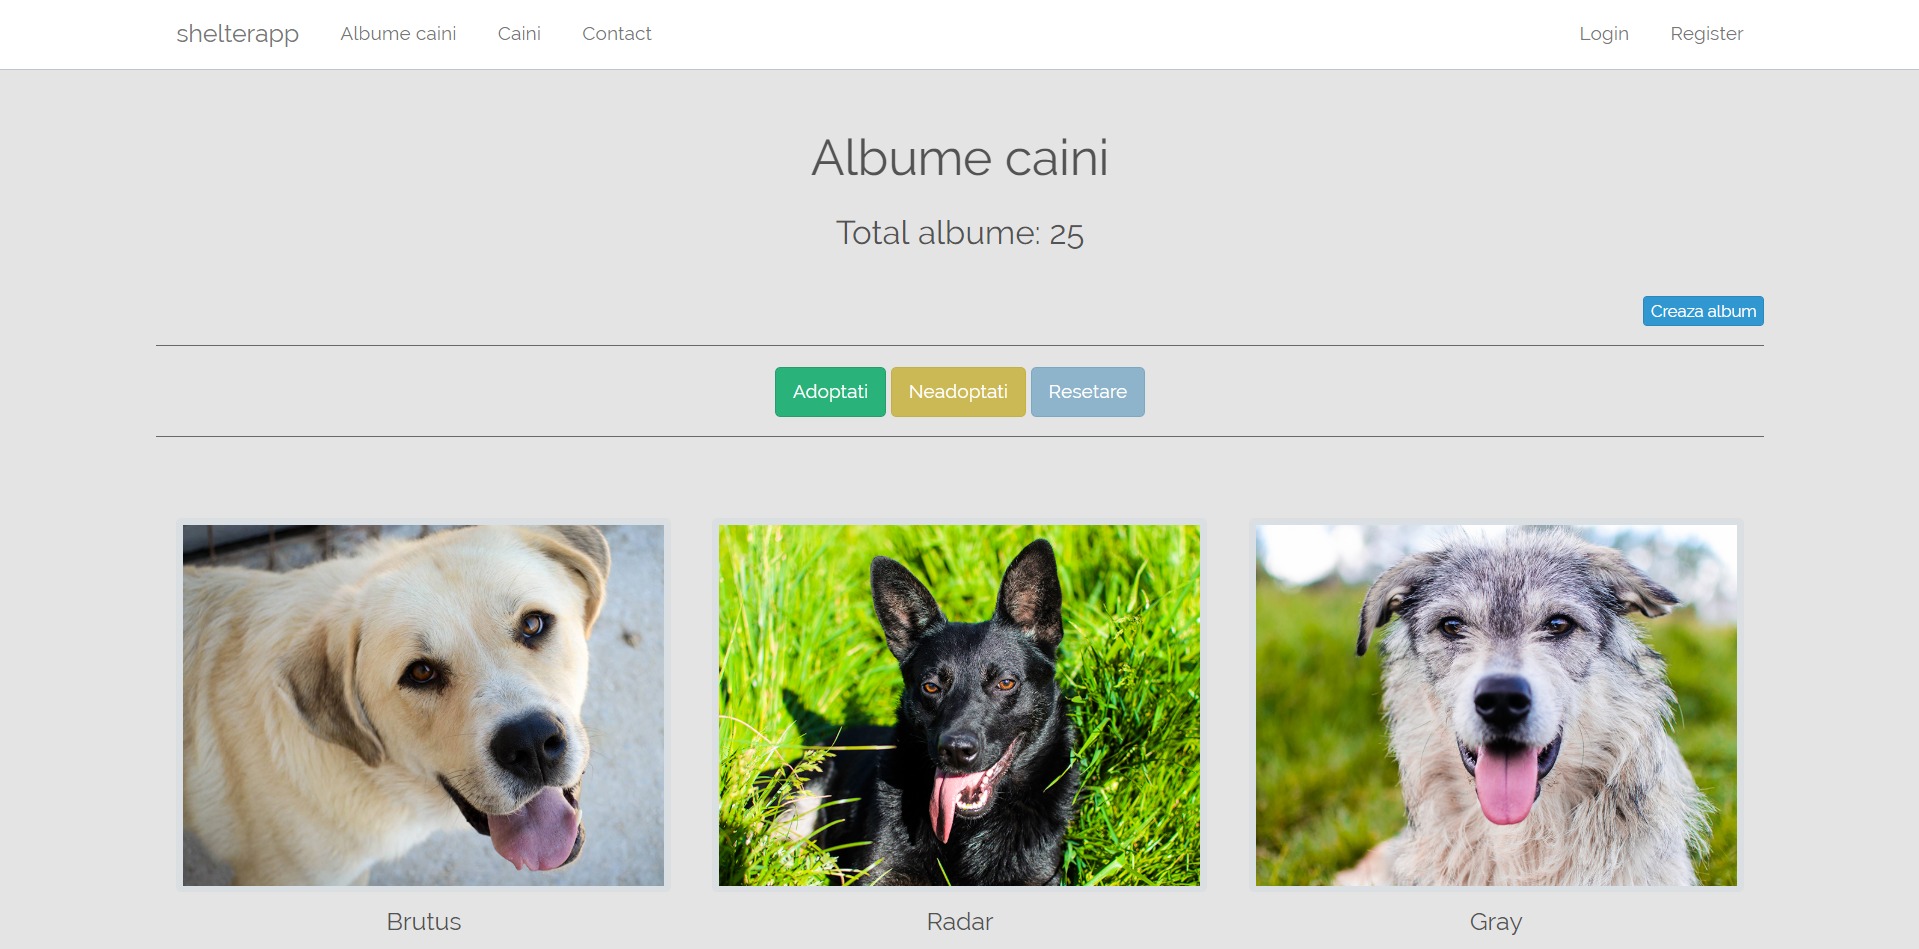 shelterapp Albume caini Caini Contact Login Register
Albume caini
Total albume: 25
Creaza album
Adoptati Neadoptati Resetare
Brutus Radar Gray